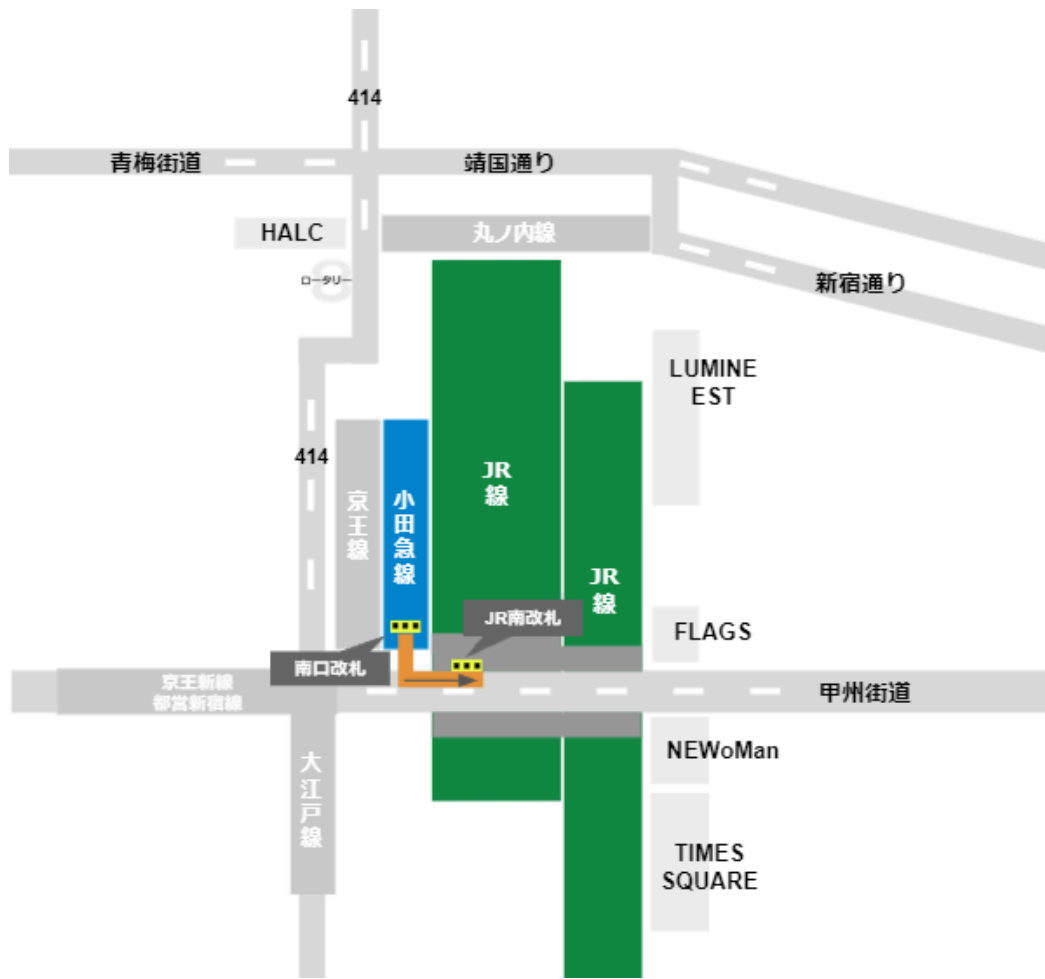 414
青梅街道
靖国通り
HALC
丸ノ内線
ロータリー
新宿通り
LUMINE
EST
414
京王線
小田急線
JR
線
JR
線
JR南改札
FLAGS
南口改札
京王新線
都営新宿線
甲州街道
NEWoMan
大江戸線
TIMES
SQUARE